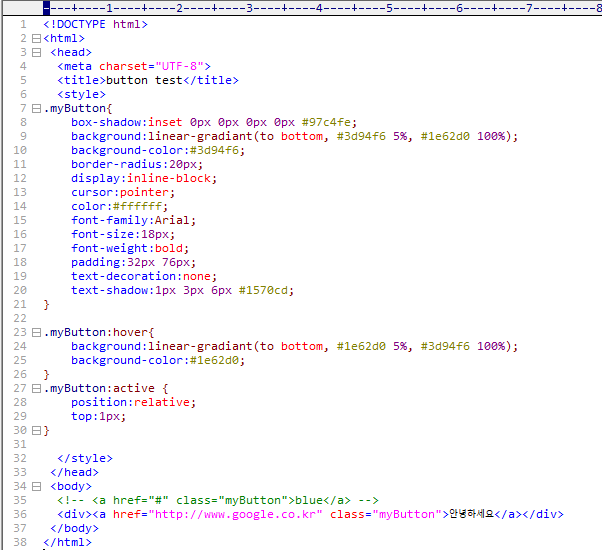 ----+----1----+----2----+----3----+----4----+----5----+----6----+----7----+----8
1 <!DOCTYPE html>
2 <html>
3 <head>
4 <meta charset="UTF-8">
5 <title>button test</title>
6 <style>
7 .myButton{
8 box-shadow:inset 0px 0px 0px 0px #97c4fe;
9 background:linear-gradiant(to bottom, #3d94f6 5%, #1e62d0 100%);
10 background-color:#3d94f6;
11 border-radius:20px;
12 display:inline-block;
13 cursor:pointer;
14 color:#ffffff;
15 font-family:Arial;
16 font-size:18px;
17 font-weight:bold;
18 padding:32px 76px;
19 text-decoration:none;
20 text-shadow:1px 3px 6px #1570cd;
21 }
22
23 .myButton:hover{
24 background:linear-gradiant(to bottom, #1e62d0 5%, #3d94f6 100%);
25 background-color:#1e62d0;
26 }
27 .myButton:active {
28 position:relative;
29 top:1px;
30 }
31
32 </style>
33 </head>
34 <body>
35 <!-- <a href="#" class="myButton">blue</a> -->
36 <div><a href="http://www.google.co.kr" class="myButton">안녕하세요</a></div>
37 </body>
38 </html>